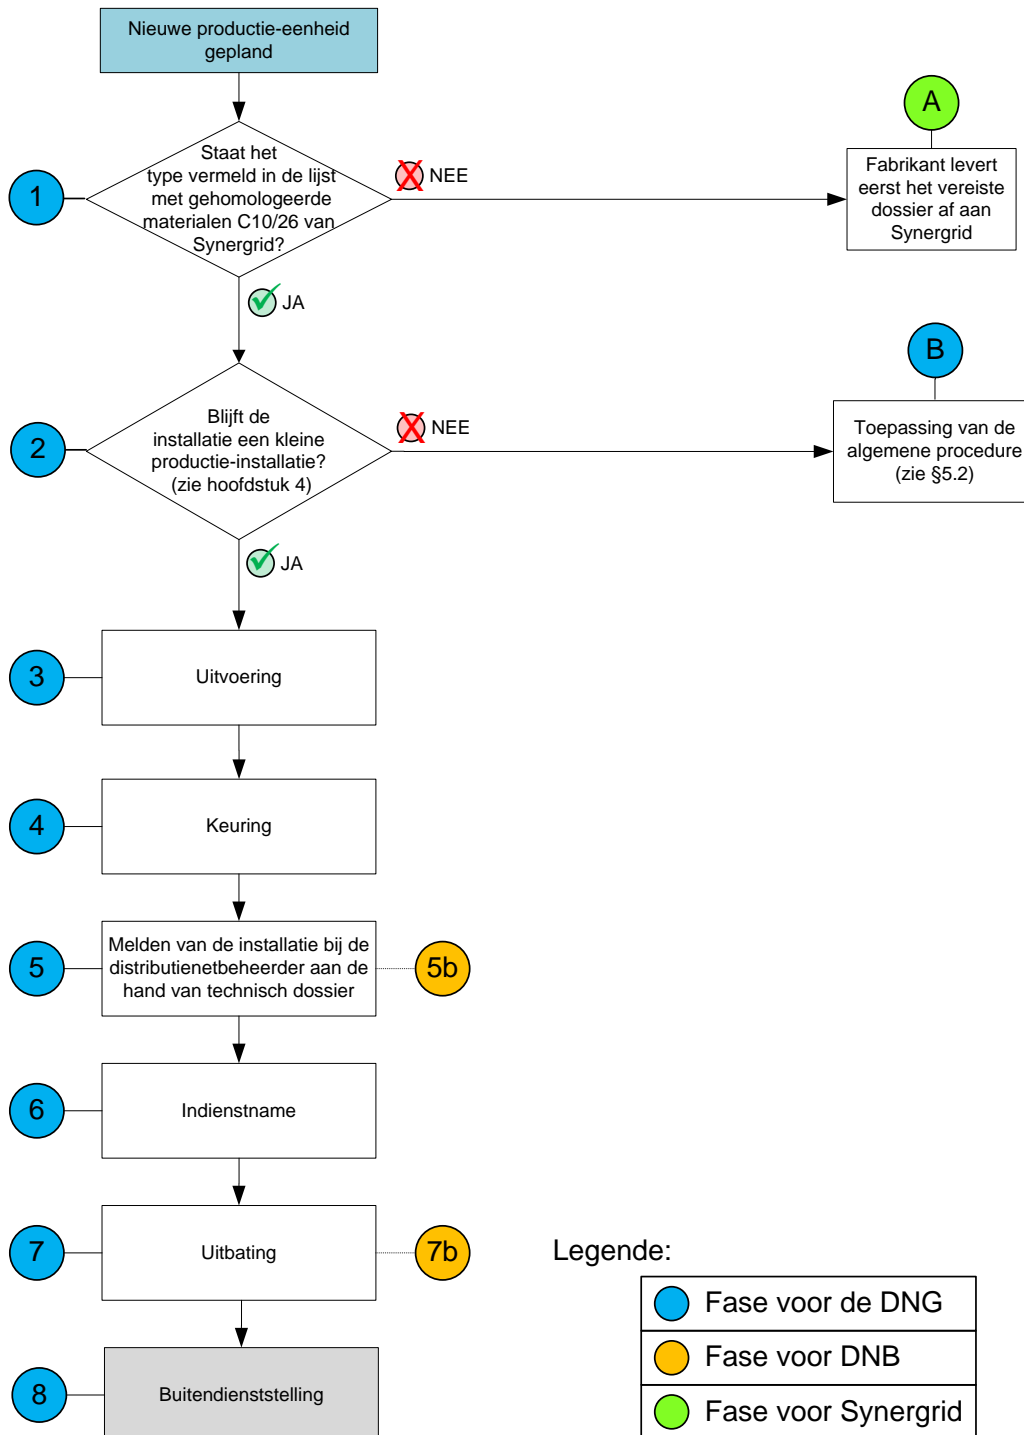 Nieuwe productie-eenheid
gepland
A
1
Staat het
type vermeld in de lijst
met gehomologeerde
materialen C10/26 van
Synergrid?
NEE
Fabrikant levert
eerst het vereiste
dossier af aan
Synergrid
JA
B
2
Blijft de
installatie een kleine
productie-installatie?
(zie hoofdstuk 4)
NEE
Toepassing van de
algemene procedure
(zie §5.2)
JA
3
Uitvoering
4
Keuring
5
Melden van de installatie bij de
distributienetbeheerder aan de
hand van technisch dossier
5b
6
Indienstname
7
Uitbating
7b
8
Buitendienststelling
Legende:
Fase voor de DNG
Fase voor DNB
Fase voor Synergrid